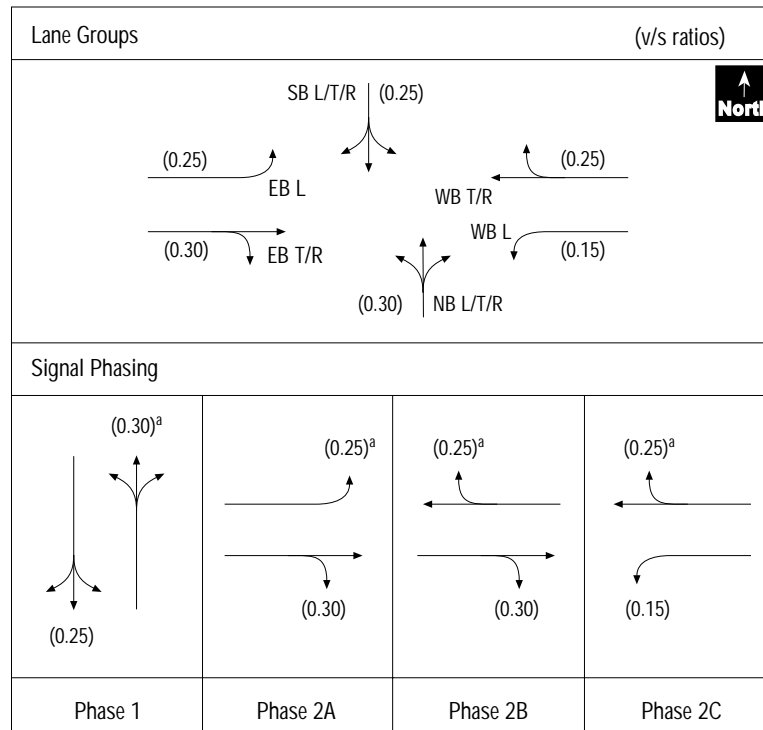 Lane Groups (v/s ratios)
SB L/T/R (0.25)
North
(0.25) (0.25)
EB L WB T/R
WB L
(0.30) EB T/R (0.15)
(0.30) NB L/T/R
Signal Phasing
(0.30)a (0.25)a (0.25)a (0.25)a
(0.25) (0.30) (0.30) (0.15)
Phase 1 Phase 2A Phase 2B Phase 2C